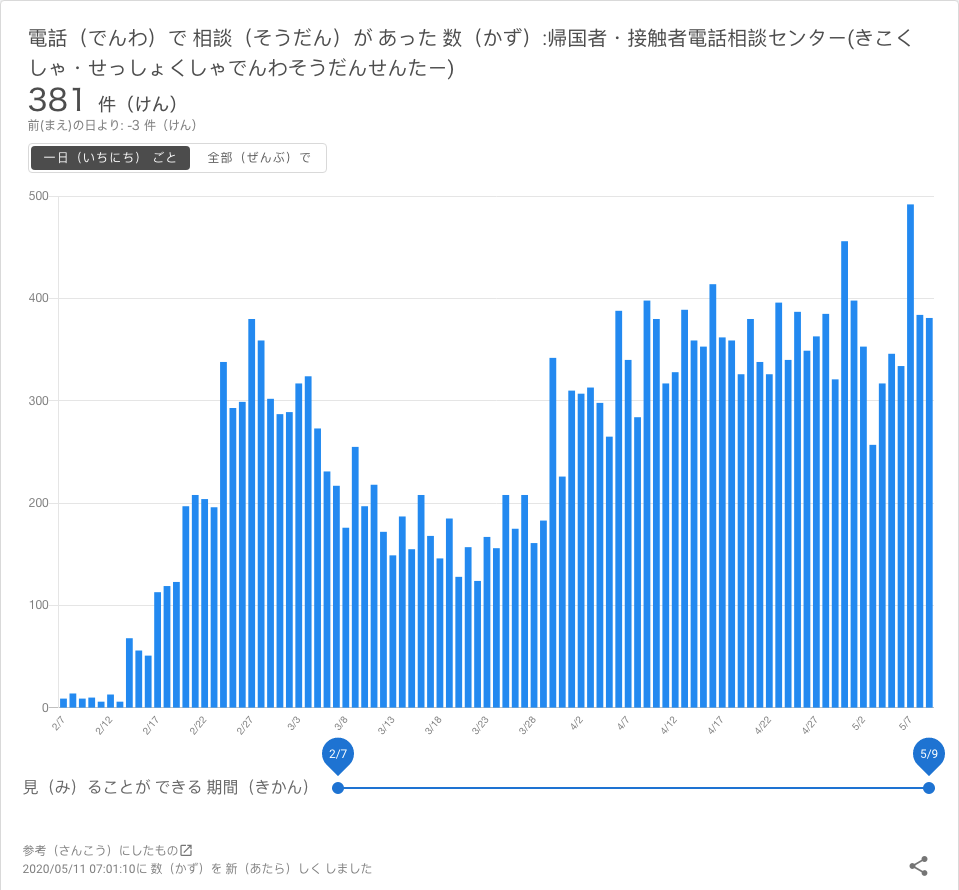 電話（でんわ）で 相談（そうだん）が あった 数（かず）:帰国者・接触者電話相談センター(きこく
しゃ・せっしょくしゃでんわそうだんせんたー)
381 件（けん）
前(まえ)の日より: -3 件（けん）
一日（いちにち） ごと 全部（ぜんぶ）で
500
400
300
200
100
0
2/7 2/12 2/17 2/22 2/27 3/3 3/8 3/13 3/18 3/23 3/28 4/2 4/7 4/12 4/17 4/22 4/27 5/2 5/7
2/7 5/9
見（み）ることが できる 期間（きかん）
参考（さんこう）にしたもの
2020/05/11 07:01:10に 数（かず）を 新（あたら）しく しました